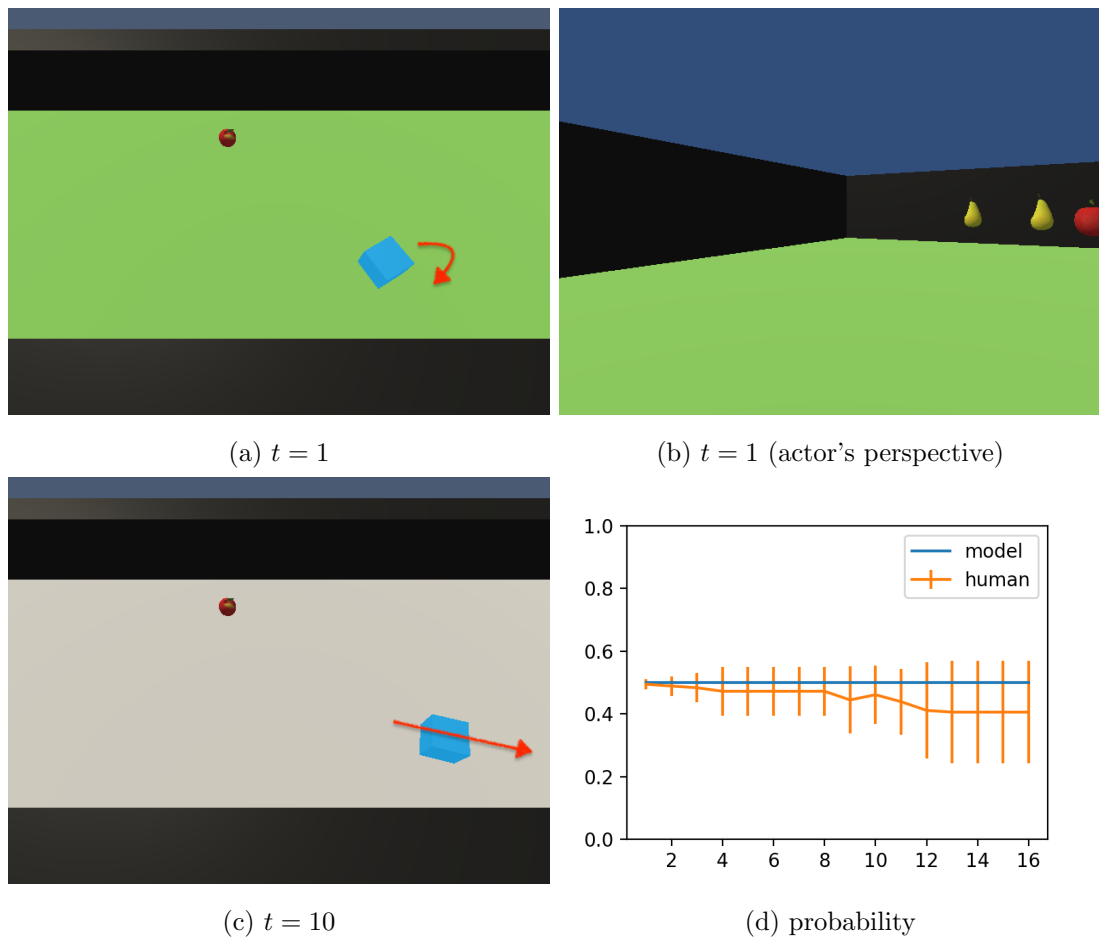 (a) t = 1
(b) t = 1 (actor's perspective)
1.0
0.8
0.6
0.4
0.2
0.0
model
human
2 4 6 8 10 12 14 16
(c) t = 10
(d) probability